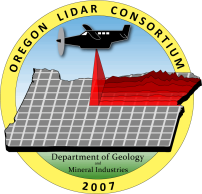 OREGON LIDAR CONSORTIUM
Department of Geology
and
Mineral Industries
2007